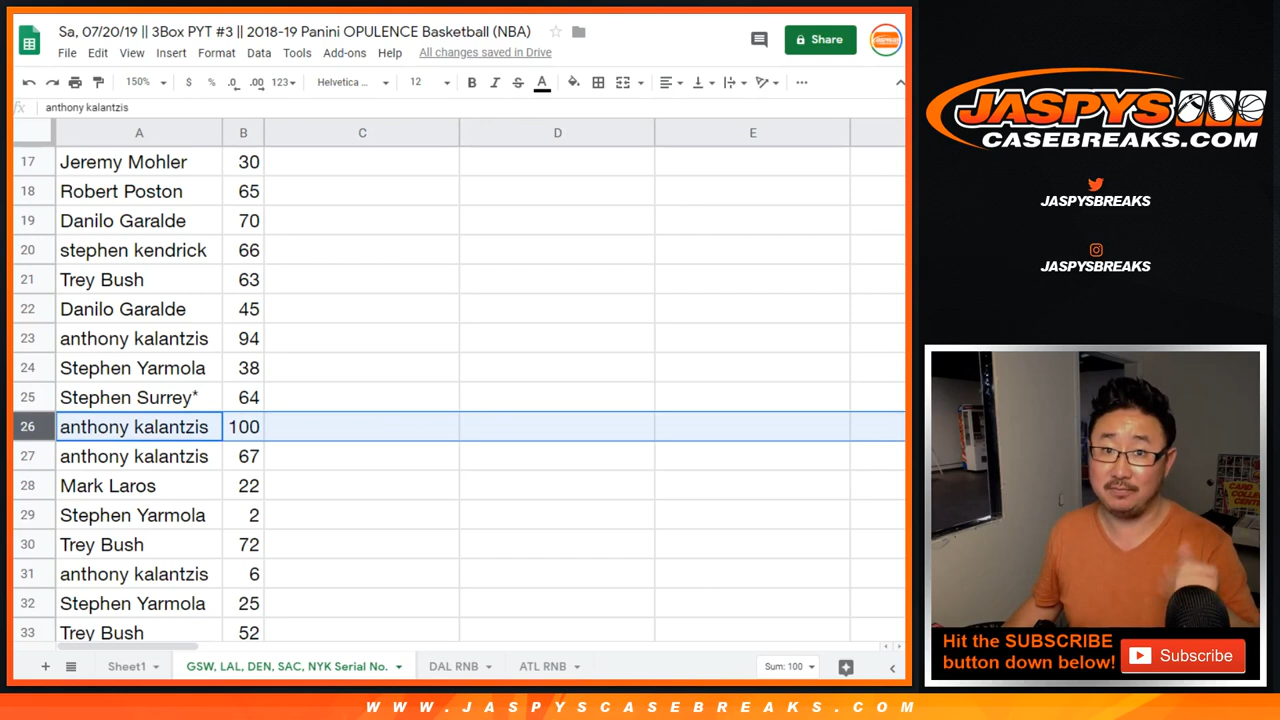 Sa, 07/20/19 || 3Box PYT #3 || 2018-19 Panini OPULENCE Basketball (NBA)
File Edit View Insert Format Data Tools Add-ons Help All changes saved in Drive
Share
150% $ % .0 .00 123 Helvetica ... 12 B I S A ...
fx anthony kalantzis
A B C D E
17 Jeremy Mohler 30
18 Robert Poston 65
19 Danilo Garalde 70
20 stephen kendrick 66
21 Trey Bush 63
22 Danilo Garalde 45
23 anthony kalantzis 94
24 Stephen Yarmola 38
25 Stephen Surrey* 64
26 anthony kalantzis 100
27 anthony kalantzis 67
28 Mark Laros 22
29 Stephen Yarmola 2
30 Trey Bush 72
31 anthony kalantzis 6
32 Stephen Yarmola 25
33 Trey Bush 52
+ Sheet1 GSW, LAL, DEN, SAC, NYK Serial No. DAL RNB ATL RNB Sum: 100
JASPYS
CASEBREAKS.COM
JASPYSBREAKS
JASPYSBREAKS
CARD
COLLECTORS
CENTER
Hit the SUBSCRIBE
button down below!
Subscribe
WWW.JASPYSCASEBREAKS.COM